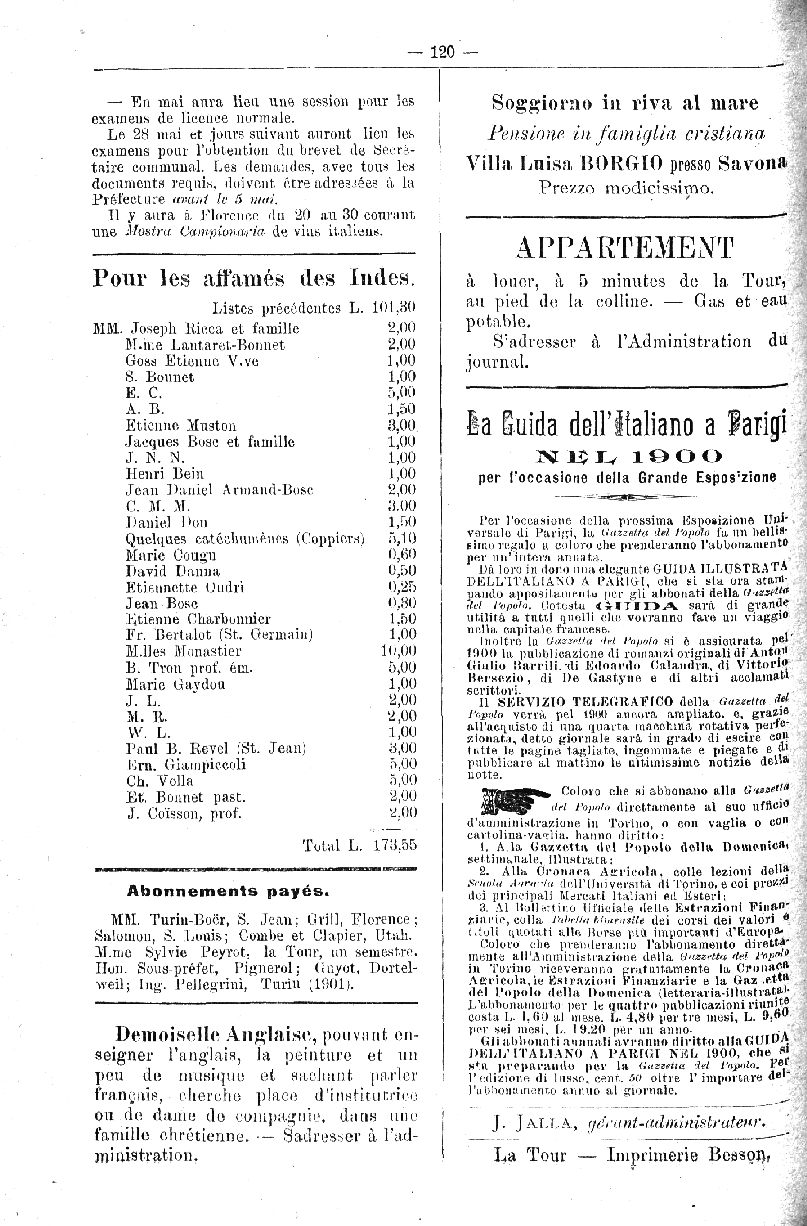 — 120 —
— En mai aura lieu une session pour les
examens de licence normale.
Le 28 mai et jours suivant auront lieu les
examens pour l'obtention du brevet de Secré-
taire communal. Les demandes, avec tous les
documents requis, doivent être adressées à la
Préfecture avant le 5 mai.
Il y aura à Florence du 20 au 30 courant
une Mostra Campionaria de vins italiens.
Pour les affamés des Indes.
Listes précédentes L. 101,30
MM. Joseph Ricca et famille 2,00
M.me Lantaret-Bonnet 2,00
Goss Etienne V.ve 1,00
S. Bounet 1,00
E. C. 5,00
A. B. 1,50
Etienne Muston 3,00
Jacques Bosc et famille 1,00
J. N. N. 1,00
Henri Bein 1,00
Jean Daniel Armand-Bosc 2,00
C. M. M. 3.00
Daniel Don 1,50
Quelques catéchumènes (Coppiers) 5,10
Marie Cougn 0,60
David Danna 0,50
Etiennette Oudri 0,25
Jean Bosc 0,80
Etienne Charbonnier 1,50
Fr. Bertalot (St. Germain) 1,00
M.lles Monastier 10,00
B. Tron prof. ém. 5,00
Marie Gaydou 1,00
J. L. 2,00
M. R. 2,00
W. L. 1,00
Paul B. Revel (St. Jean) 3,00
Ern. Giampiccoli 5,00
Ch. Volla 5,00
Et. Bonnet past. 2,00
J. Coïsson, prof. 2,00
Total L. 173,55
Abonnements payés.
MM. Turin-Boër, S. Jean; Grill, Florence;
Salomon, S. Louis; Combe et Clapier, Utah.
M.me Sylvie Peyrot, la Tour, un semestre.
Hon. Sous-préfet, Pignerol; Guyot, Dortel-
weil; Ing. Pellegrini, Turin (1901).
Demoiselle Anglaise, pouvant en-
seigner l'anglais, la peinture et un
peu de musique et sachant parler
français, cherche place d'institutrice
ou de dame de compagnie, dans une
famille chrétienne. — Sadresser à l'ad-
ministration.
Soggiorno in riva al mare
Pensione in famiglia cristiana
Villa Luisa BORGIO presso Savona
Prezzo modicissimo.
APPARTEMENT
à louer, à 5 minutes de la Tour,
au pied de la colline. — Gas et eau
potable.
S'adresser à l'Administration du
journal.
La Guida dell'Italiano a Parigi
NEL 1900
per l'occasione della Grande Esposizione
Per l'occasione della prossima Esposizione Uni-
versale di Parigi, la Gazzetta del Popolo fa un bellis-
simo regalo a coloro che prenderanno l'abbonamento
per un'intera annata.
Dà loro in dono una elegante GUIDA ILLUSTRATA
DELL'ITALIANO A PARIGI, che si sta ora stam-
pando appositamente per gli abbonati della Gazzetta
del Popolo. Cotesta GUIDA sarà di grande
utilità a tutti quelli che vorranno fare un viaggio
nella capitale francese.
Inoltre la Gazzetta del Popolo si è assicurata pel
1900 la pubblicazione di romanzi originali di Anton
Giulio Barrili, di Edoardo Calandra, di Vittorio
Bersezio, di De Gastyne e di altri acclamati
scrittori.
Il SERVIZIO TELEGRAFICO della Gazzetta del
Popolo verrà pel 1900 ancora ampliato, e, grazie
all'acquisto di una quarta macchina rotativa perfe-
zionata, detto giornale sarà in grado di escire con
tutte le pagine tagliate, ingommate e piegate e di
pubblicare al mattino le ultimissime notizie della
notte.
Coloro che si abbonano alla Gazzetta
del Popolo direttamente al suo ufficio
d'amministrazione in Torino, o con vaglia o con
cartolina-vaglia, hanno diritto:
1. A la Gazzetta del Popolo della Domenica,
settimanale, illustrata;
2. Alla Cronaca Agricola, colle lezioni della
Scuola Agraria dell'Università di Torino, e coi prezzi
dei principali Mercati Italiani ed Esteri;
3. Al Bollettino Ufficiale delle Estrazioni Finan-
ziarie, colla Tabella bimensile dei corsi dei valori e
titoli quotati alle Borse più importanti d'Europa.
Coloro che prenderanno l'abbonamento diretta-
mente all'Amministrazione della Gazzetta del Popolo
in Torino riceveranno gratuitamente la Cronaca
Agricola, le Estrazioni Finanziarie e la Gazzetta
del Popolo della Domenica (letteraria-illustrata).
L'abbonamento per le quattro pubblicazioni riunite
costa L. 1,60 al mese, L. 4,80 per tre mesi, L. 9,60
per sei mesi, L. 19.20 per un anno.
Gli abbonati annuali avranno diritto alla GUIDA
DELL'ITALIANO A PARIGI NEL 1900, che si
sta preparando per la Gazzetta del Popolo. Per
l'edizione di lusso, cent. 50 oltre l'importare del-
l'abbonamento annuo al giornale.
J. JALLA, gérant-administrateur.
La Tour — Imprimerie Besson,